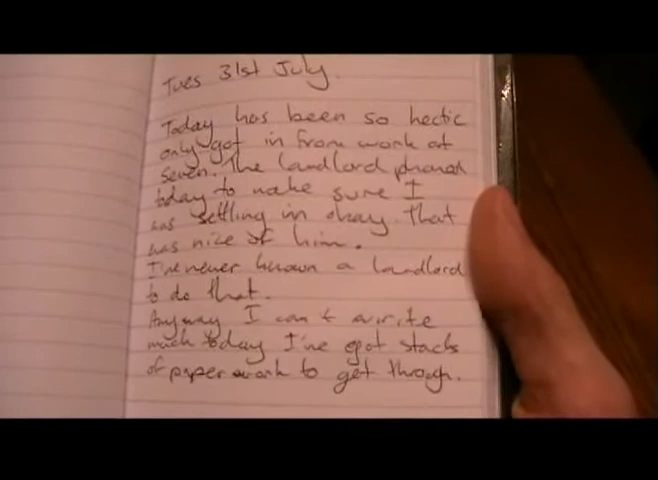 Tues 31st July.
Today has been so hectic
only got in from work at
seven. The landlord phoned
today to make sure I
was settling in okay. That
was nice of him.
I've never known a landlord
to do that.
Anyway I can't write
much today I've got stacks
of paperwork to get through.